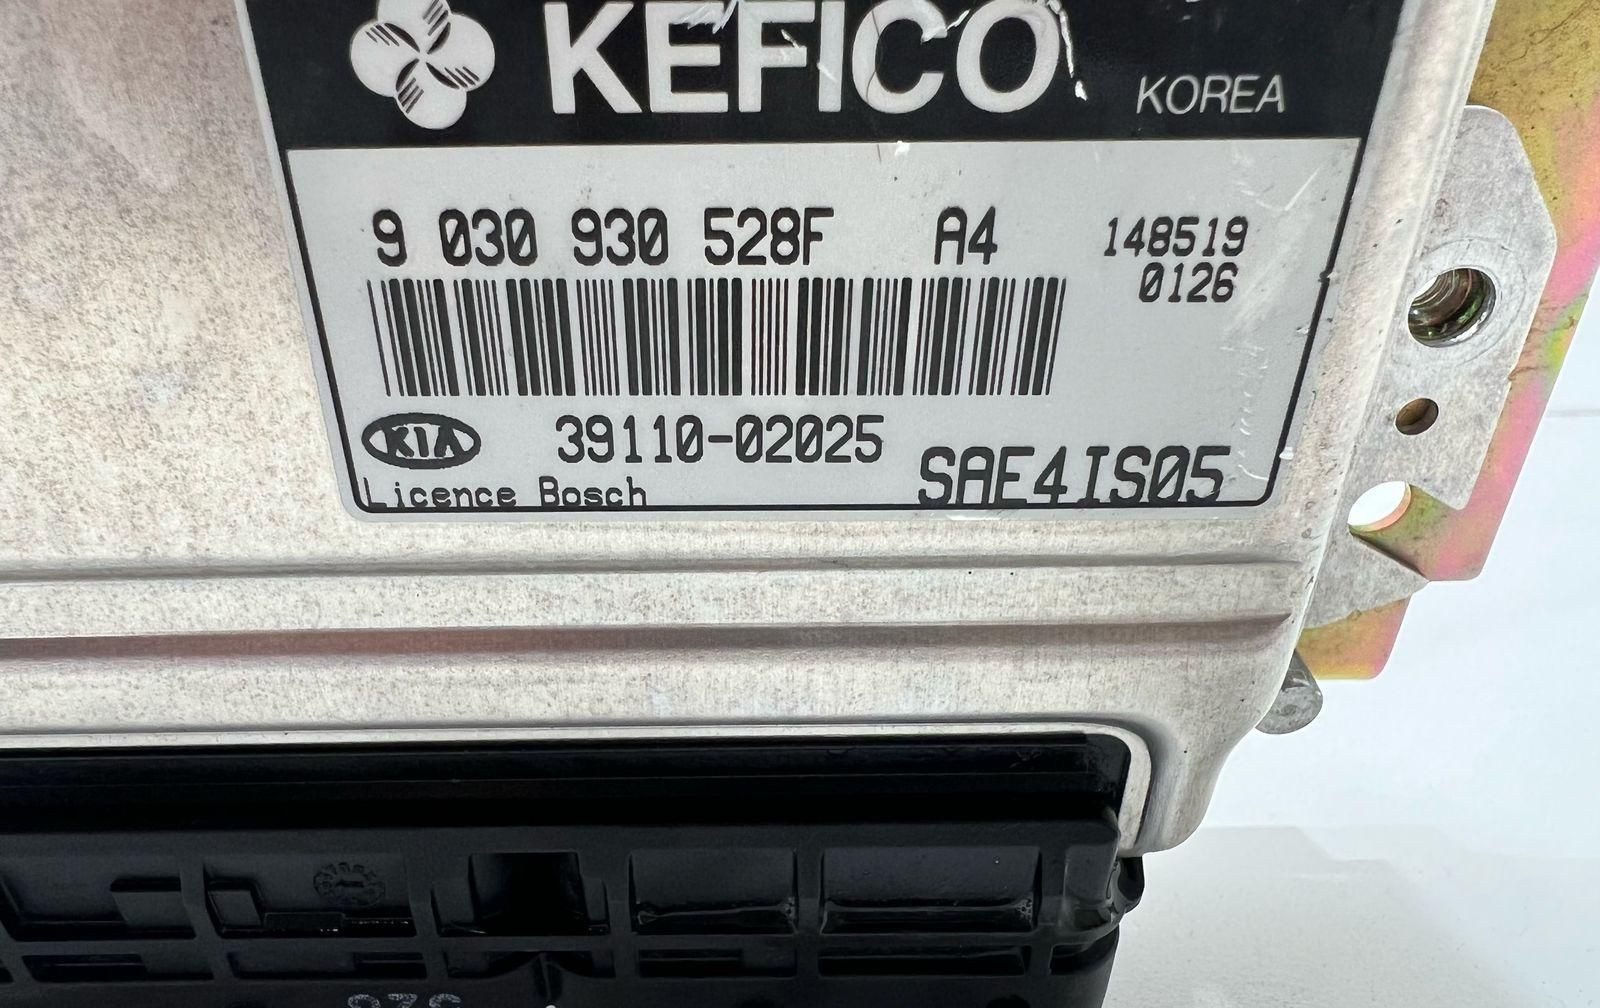 KEFICO KOREA
9 030 930 528F A4 148519
0126
KIA 39110-02025 SAE4IS05
Licence Bosch